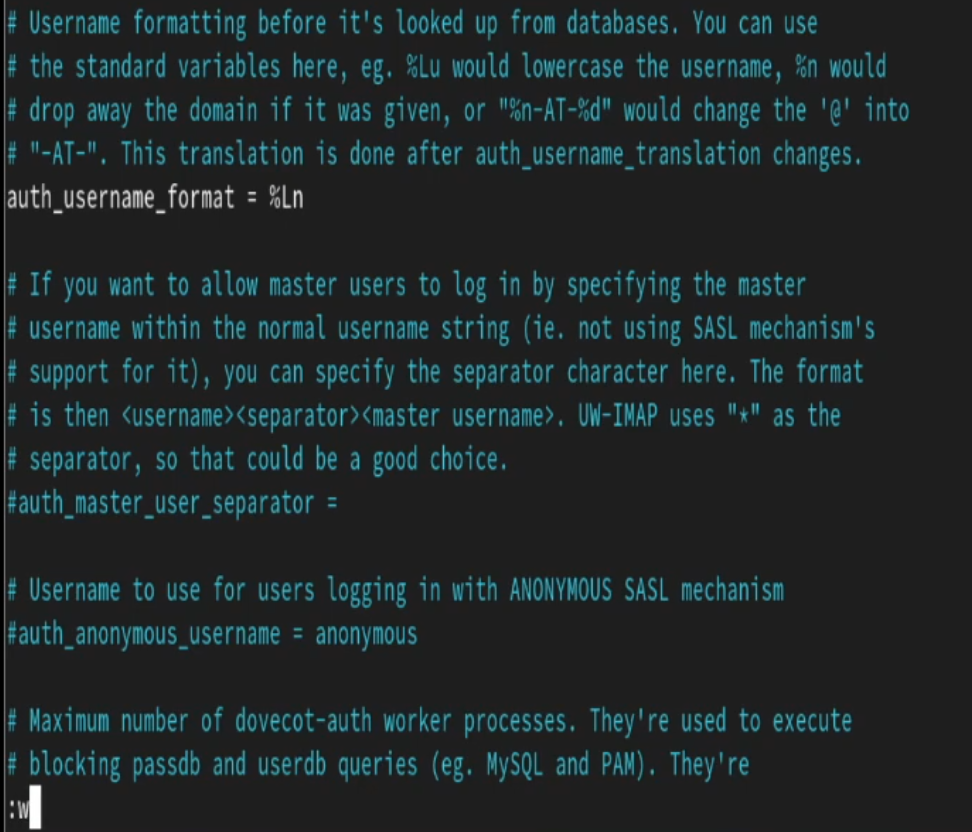 # Username formatting before it's looked up from databases. You can use
# the standard variables here, eg. %Lu would lowercase the username, %n would
# drop away the domain if it was given, or "%n-AT-%d" would change the '@' into
# "-AT-". This translation is done after auth_username_translation changes.
auth_username_format = %Ln
# If you want to allow master users to log in by specifying the master
# username within the normal username string (ie. not using SASL mechanism's
# support for it), you can specify the separator character here. The format
# is then <username><separator><master username>. UW-IMAP uses "*" as the
# separator, so that could be a good choice.
#auth_master_user_separator =
# Username to use for users logging in with ANONYMOUS SASL mechanism
#auth_anonymous_username = anonymous
# Maximum number of dovecot-auth worker processes. They're used to execute
# blocking passdb and userdb queries (eg. MySQL and PAM). They're
:w